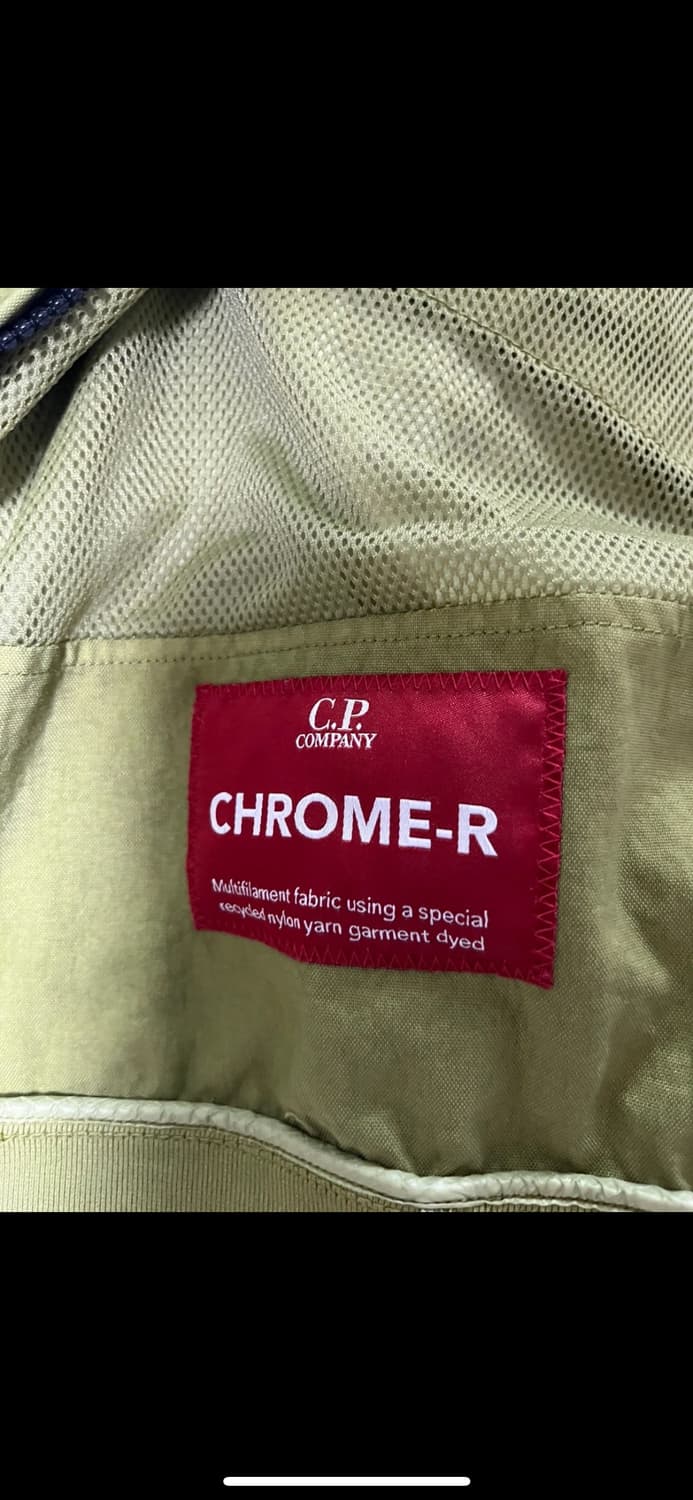 C.P.
COMPANY
CHROME-R
Multifilament fabric using a special
recycled nylon yarn garment dyed